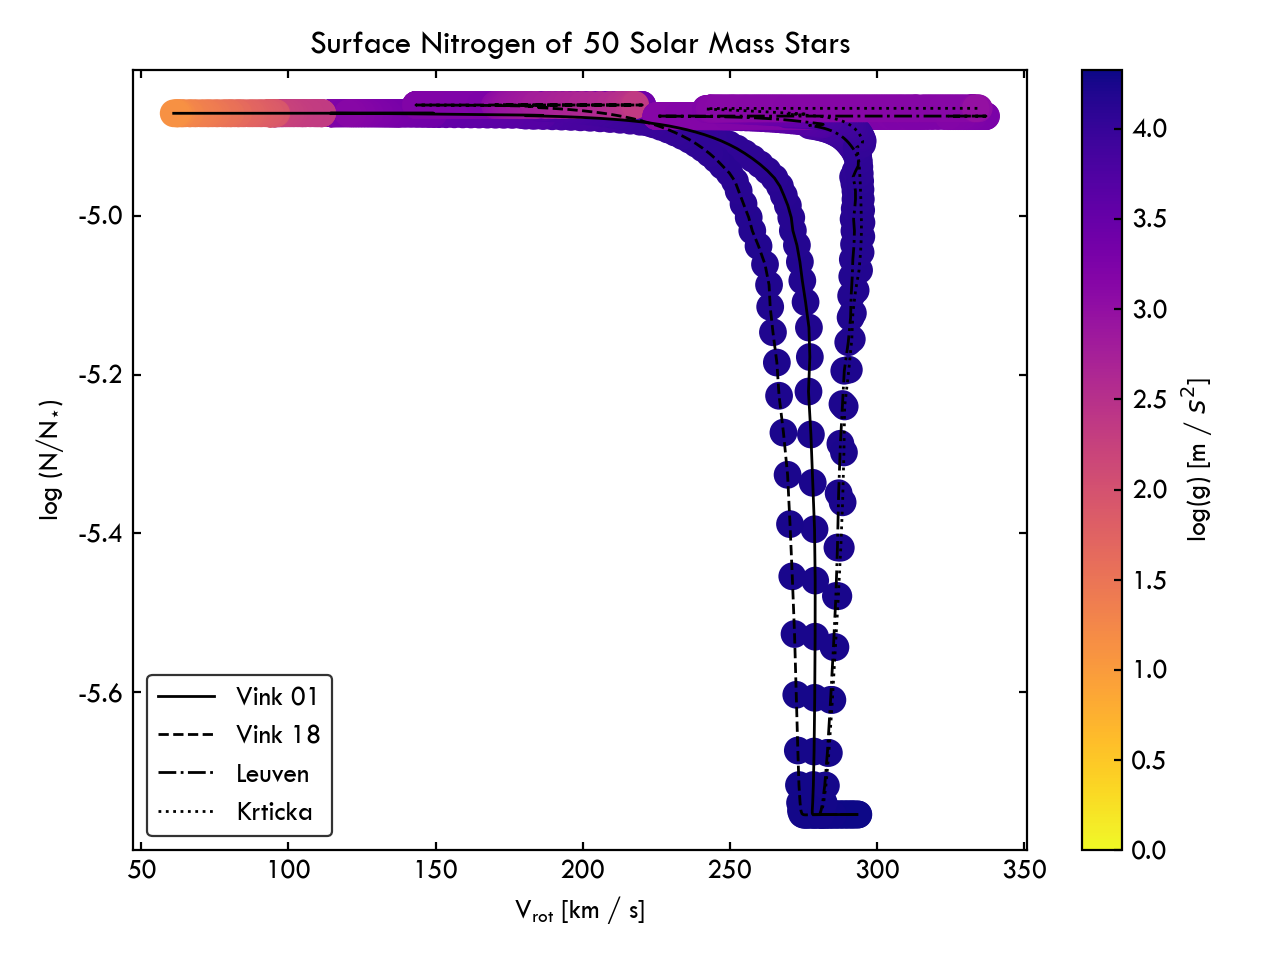 Surface Nitrogen of 50 Solar Mass Stars
log (N/N⋆)
-5.0
-5.2
-5.4
-5.6
Vink 01
Vink 18
Leuven
Krticka
50 100 150 200 250 300 350
Vrot [km / s]
4.0
3.5
3.0
2.5
2.0
1.5
1.0
0.5
0.0
log(g) [m / s²]